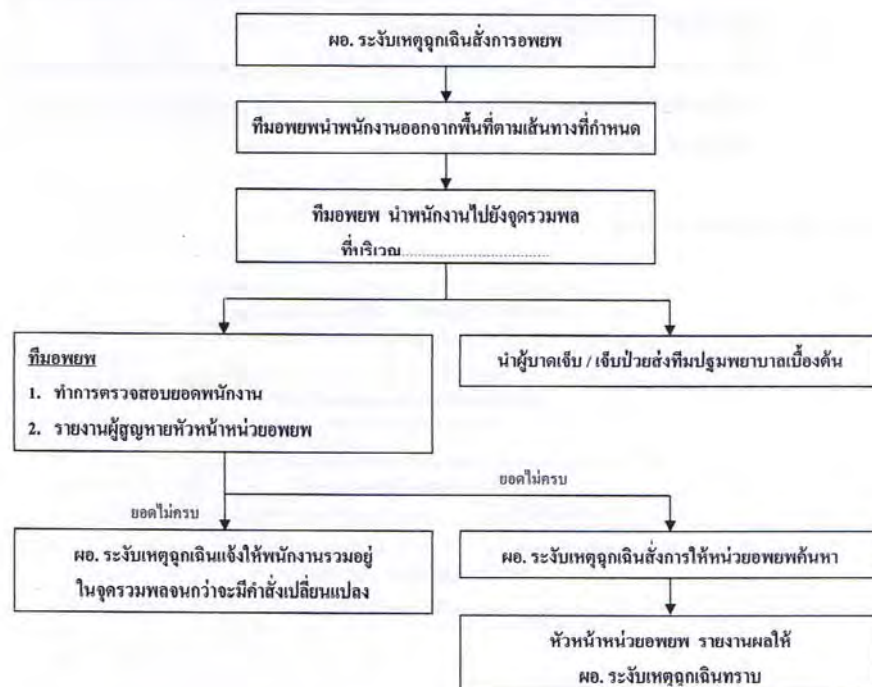 ผอ. ระงับเหตุฉุกเฉินสั่งการอพยพ
ทีมอพยพนำพนักงานออกจากพื้นที่ตามเส้นทางที่กำหนด
ทีมอพยพ นำพนักงานไปยังจุดรวมพล
ที่บริเวณ........................................
ทีมอพยพ
1. ทำการตรวจสอบยอดพนักงาน
2. รายงานผู้สูญหายหัวหน้าหน่วยอพยพ
นำผู้บาดเจ็บ / เจ็บป่วยส่งทีมปฐมพยาบาลเบื้องต้น
ยอดไม่ครบ
ยอดไม่ครบ
ผอ. ระงับเหตุฉุกเฉินแจ้งให้พนักงานรวมอยู่
ในจุดรวมพลจนกว่าจะมีคำสั่งเปลี่ยนแปลง
ผอ. ระงับเหตุฉุกเฉินสั่งการให้หน่วยอพยพค้นหา
หัวหน้าหน่วยอพยพ รายงานผลให้
ผอ. ระงับเหตุฉุกเฉินทราบ